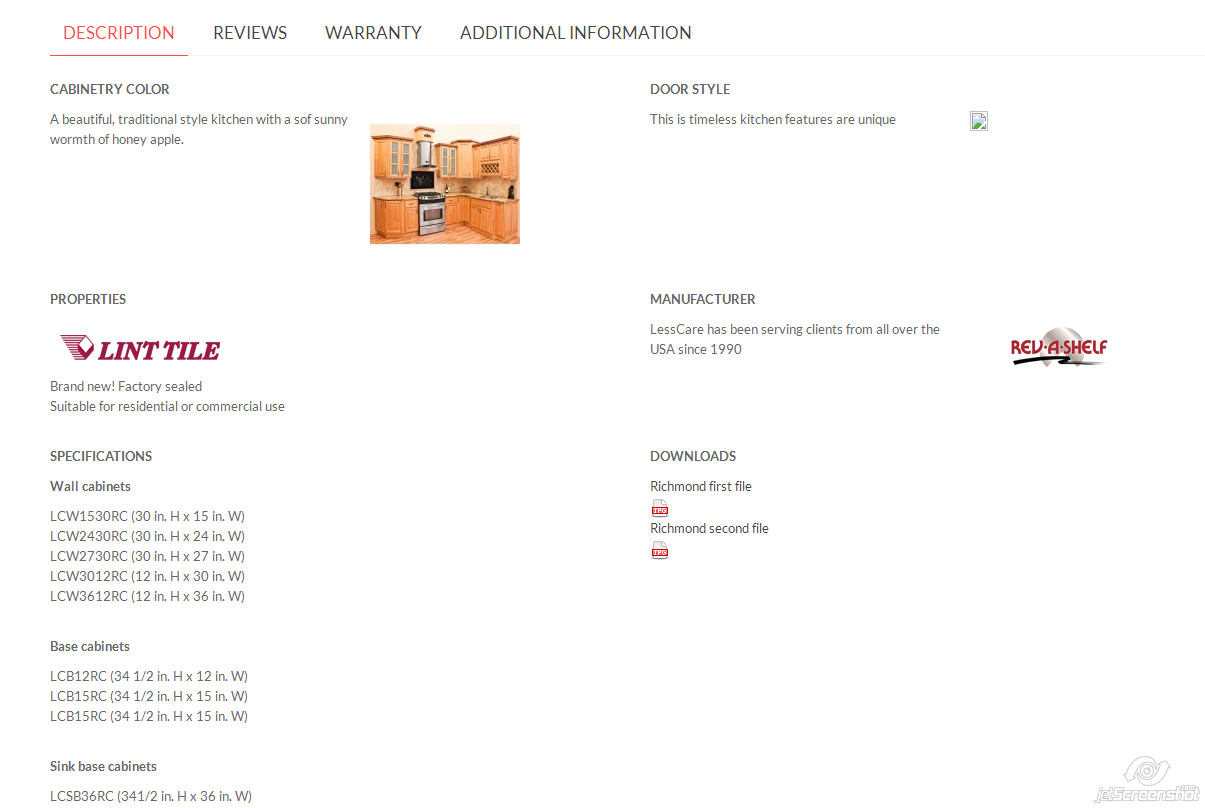 DESCRIPTION REVIEWS WARRANTY ADDITIONAL INFORMATION
CABINETRY COLOR
A beautiful, traditional style kitchen with a sof sunny
wormth of honey apple.
DOOR STYLE
This is timeless kitchen features are unique
PROPERTIES
LINT TILE
Brand new! Factory sealed
Suitable for residential or commercial use
MANUFACTURER
LessCare has been serving clients from all over the
USA since 1990
REV-A-SHELF
SPECIFICATIONS
Wall cabinets
LCW1530RC (30 in. H x 15 in. W)
LCW2430RC (30 in. H x 24 in. W)
LCW2730RC (30 in. H x 27 in. W)
LCW3012RC (12 in. H x 30 in. W)
LCW3612RC (12 in. H x 36 in. W)
Base cabinets
LCB12RC (34 1/2 in. H x 12 in. W)
LCB15RC (34 1/2 in. H x 15 in. W)
LCB15RC (34 1/2 in. H x 15 in. W)
Sink base cabinets
LCSB36RC (341/2 in. H x 36 in. W)
DOWNLOADS
Richmond first file
Richmond second file
jetScreenshot.com